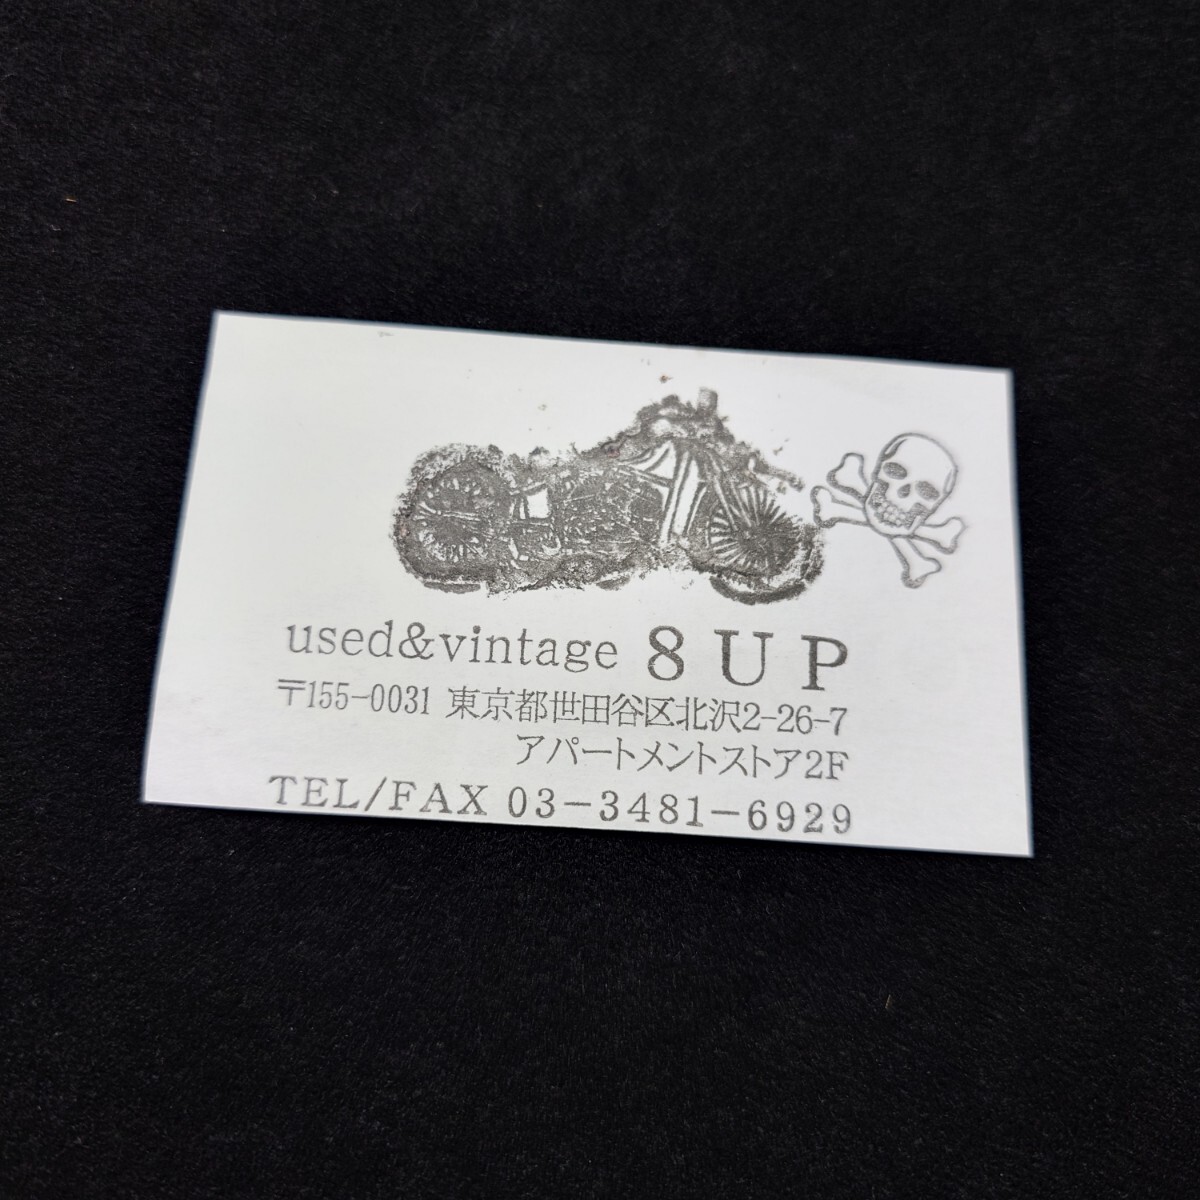 used&vintage 8UP
〒155-0031 東京都世田谷区北沢2-26-7
アパートメントストア2F
TEL/FAX 03-3481-6929